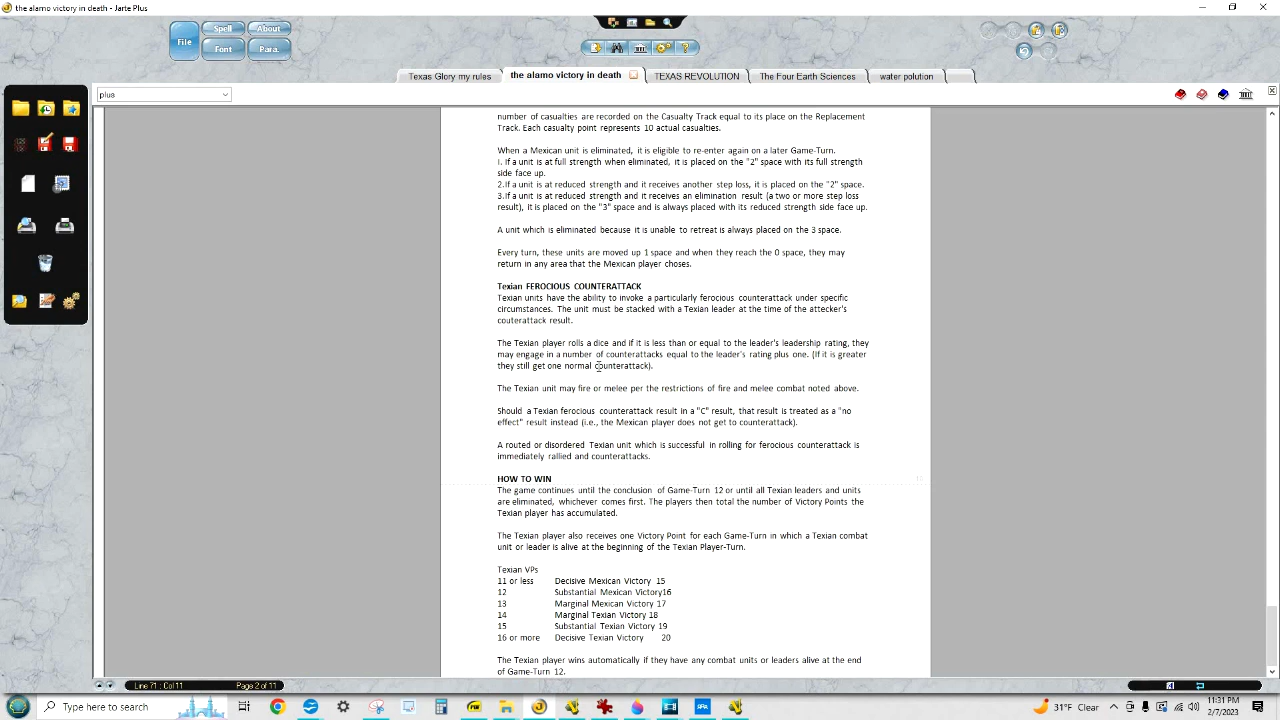 the alamo victory in death - Jarte Plus
File
Spell
About
Font
Para.
Texas Glory my rules
the alamo victory in death
TEXAS REVOLUTION
The Four Earth Sciences
water polution
plus
number of casualties are recorded on the Casualty Track equal to its place on the Replacement
Track. Each casualty point represents 10 actual casualties.
When a Mexican unit is eliminated, it is eligible to re-enter again on a later Game-Turn.
I. If a unit is at full strength when eliminated, it is placed on the "2" space with its full strength
side face up.
2.If a unit is at reduced strength and it receives another step loss, it is placed on the "2" space.
3.If a unit is at reduced strength and it receives an elimination result (a two or more step loss
result), it is placed on the "3" space and is always placed with its reduced strength side face up.
A unit which is eliminated because it is unable to retreat is always placed on the 3 space.
Every turn, these units are moved up 1 space and when they reach the 0 space, they may
return in any area that the Mexican player choses.
Texian FEROCIOUS COUNTERATTACK
Texian units have the ability to invoke a particularly ferocious counterattack under specific
circumstances. The unit must be stacked with a Texian leader at the time of the attecker's
couterattack result.
The Texian player rolls a dice and if it is less than or equal to the leader's leadership rating, they
may engage in a number of counterattacks equal to the leader's rating plus one. (If it is greater
they still get one normal counterattack).
The Texian unit may fire or melee per the restrictions of fire and melee combat noted above.
Should a Texian ferocious counterattack result in a "C" result, that result is treated as a "no
effect" result instead (i.e., the Mexican player does not get to counterattack).
A routed or disordered Texian unit which is successful in rolling for ferocious counterattack is
immediately rallied and counterattacks.
HOW TO WIN
The game continues until the conclusion of Game-Turn 12 or until all Texian leaders and units
are eliminated, whichever comes first. The players then total the number of Victory Points the
Texian player has accumulated.
The Texian player also receives one Victory Point for each Game-Turn in which a Texian combat
unit or leader is alive at the beginning of the Texian Player-Turn.
Texian VPs
11 or less Decisive Mexican Victory 15
12 Substantial Mexican Victory16
13 Marginal Mexican Victory 17
14 Marginal Texian Victory 18
15 Substantial Texian Victory 19
16 or more Decisive Texian Victory 20
The Texian player wins automatically if they have any combat units or leaders alive at the end
of Game-Turn 12.
Line 71 : Col 11
Page 2 of 11
Type here to search
31°F Clear
11:31 PM
2/7/2023